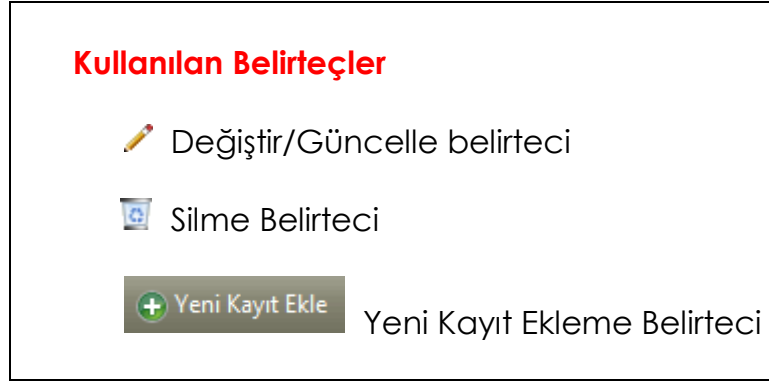 Kullanılan Belirteçler
Değiştir/Güncelle belirteci
Silme Belirteci
Yeni Kayıt Ekle Yeni Kayıt Ekleme Belirteci